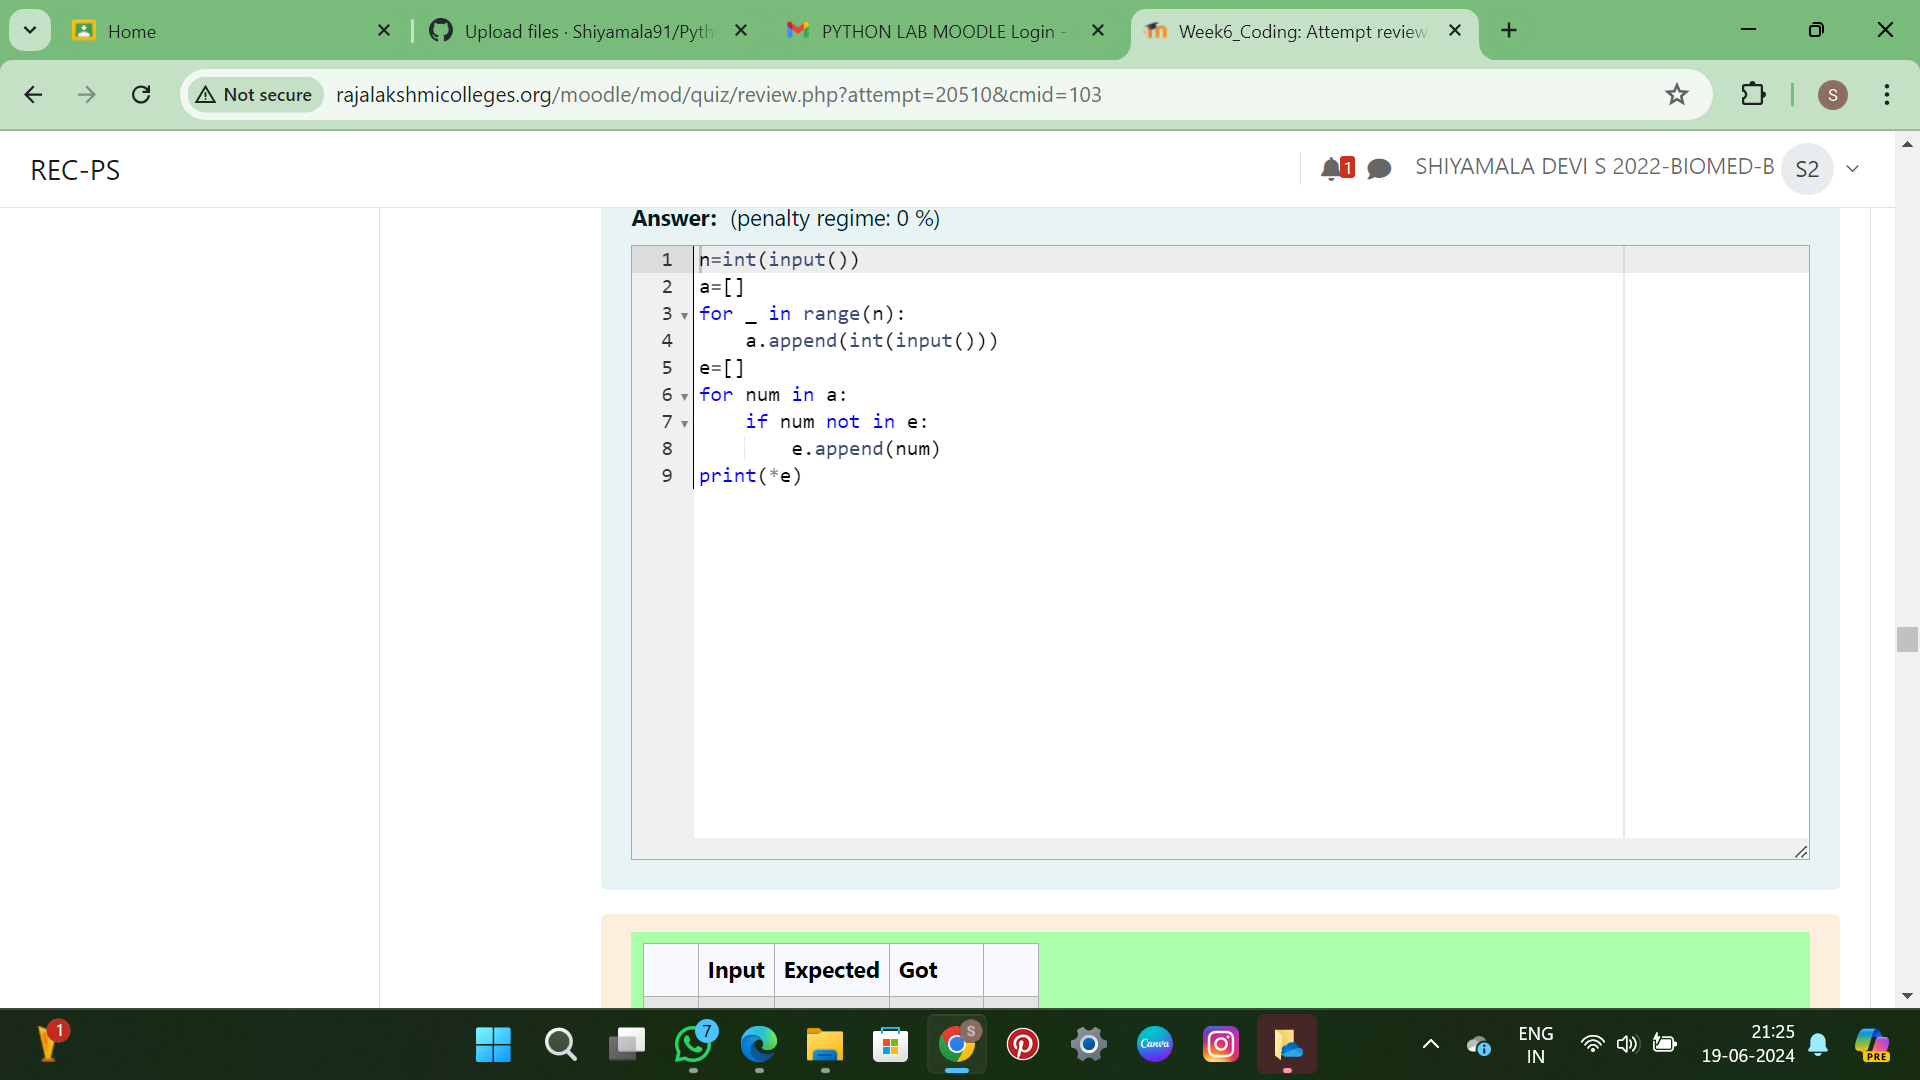 Home
Upload files · Shiyamala91/Pyth
PYTHON LAB MOODLE Login -
Week6_Coding: Attempt review
Not secure
rajalakshmicolleges.org/moodle/mod/quiz/review.php?attempt=20510&cmid=103
S
REC-PS
1
SHIYAMALA DEVI S 2022-BIOMED-B
S2
Answer: (penalty regime: 0 %)
1 n=int(input())
2 a=[]
3 for _ in range(n):
4 a.append(int(input()))
5 e=[]
6 for num in a:
7 if num not in e:
8 e.append(num)
9 print(*e)
Input Expected Got
1
7
S
Canva
ENG
IN
21:25
19-06-2024
PRE